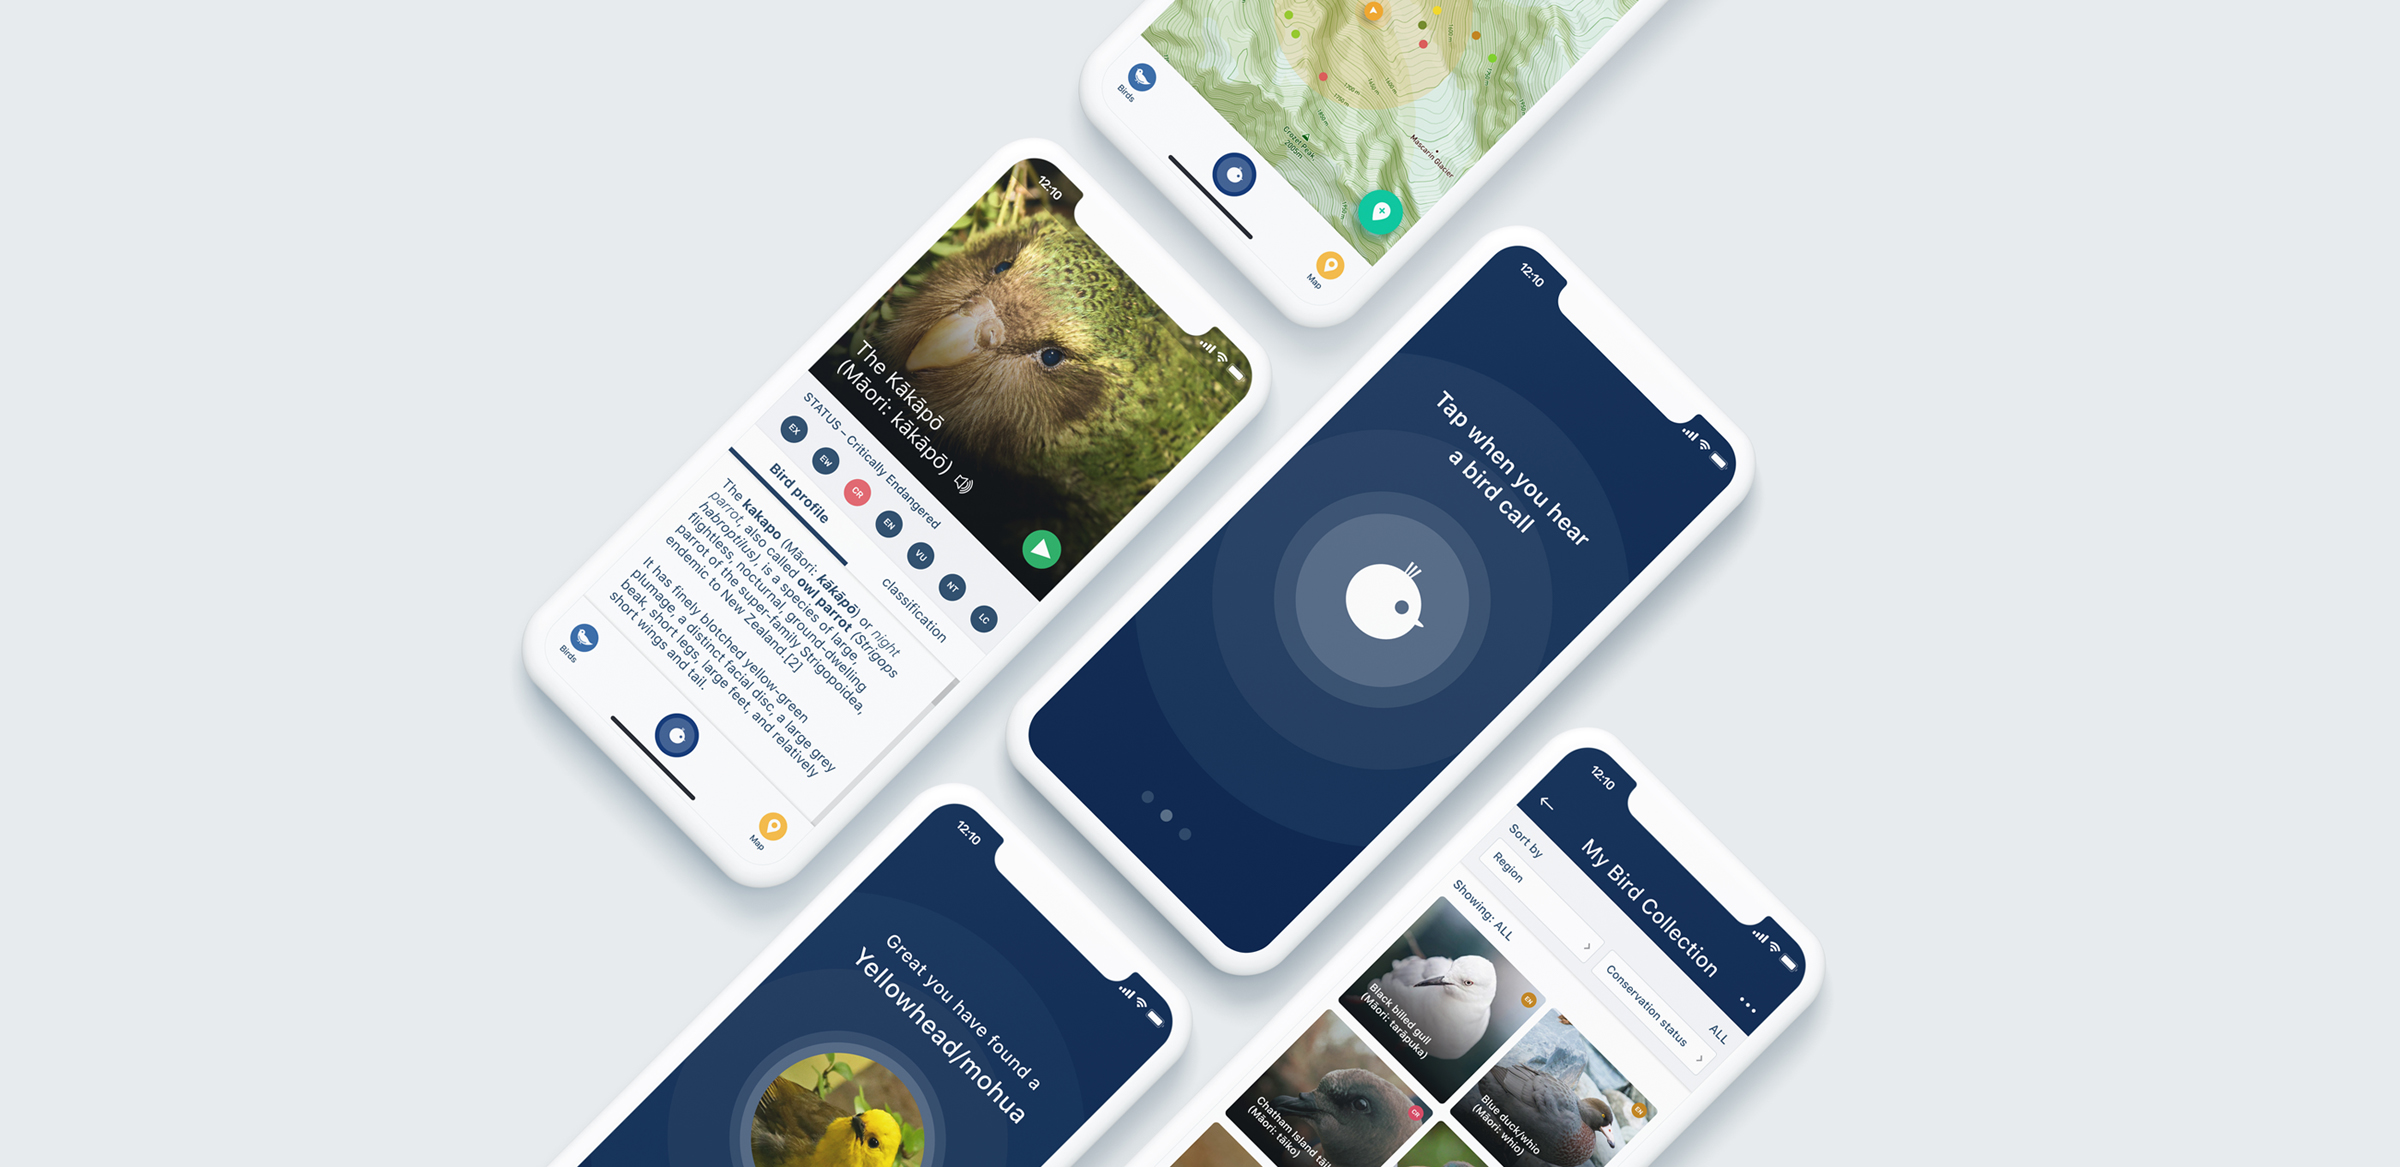 Birds
Map
Crozet Peak
2005m
Mascarin Glacier
12:10
The Kākāpō
(Māori: kākāpō)
STATUS – Critically Endangered
EX
EW
CR
EN
VU
NT
LC
Bird profile
classification
The kakapo (Māori: kākāpō) or night
parrot, also called owl parrot (Strigops
habroptilus), is a species of large,
flightless, nocturnal, ground-dwelling
parrot of the super-family Strigopoidea,
endemic to New Zealand.[2]
It has finely blotched yellow-green
plumage, a distinct facial disc, a large grey
beak, short legs, large feet, and relatively
short wings and tail.
Birds
Map
12:10
Tap when you hear
a bird call
12:10
Great you have found a
Yellowhead/mohua
12:10
My Bird Collection
Sort by
ALL
Region
Conservation status
Showing: ALL
Black billed gull
(Māori: tarāpuka)
EN
Blue duck/whio
(Māori: whio)
EN
Chatham Island
(Māori: tāiko)
CR